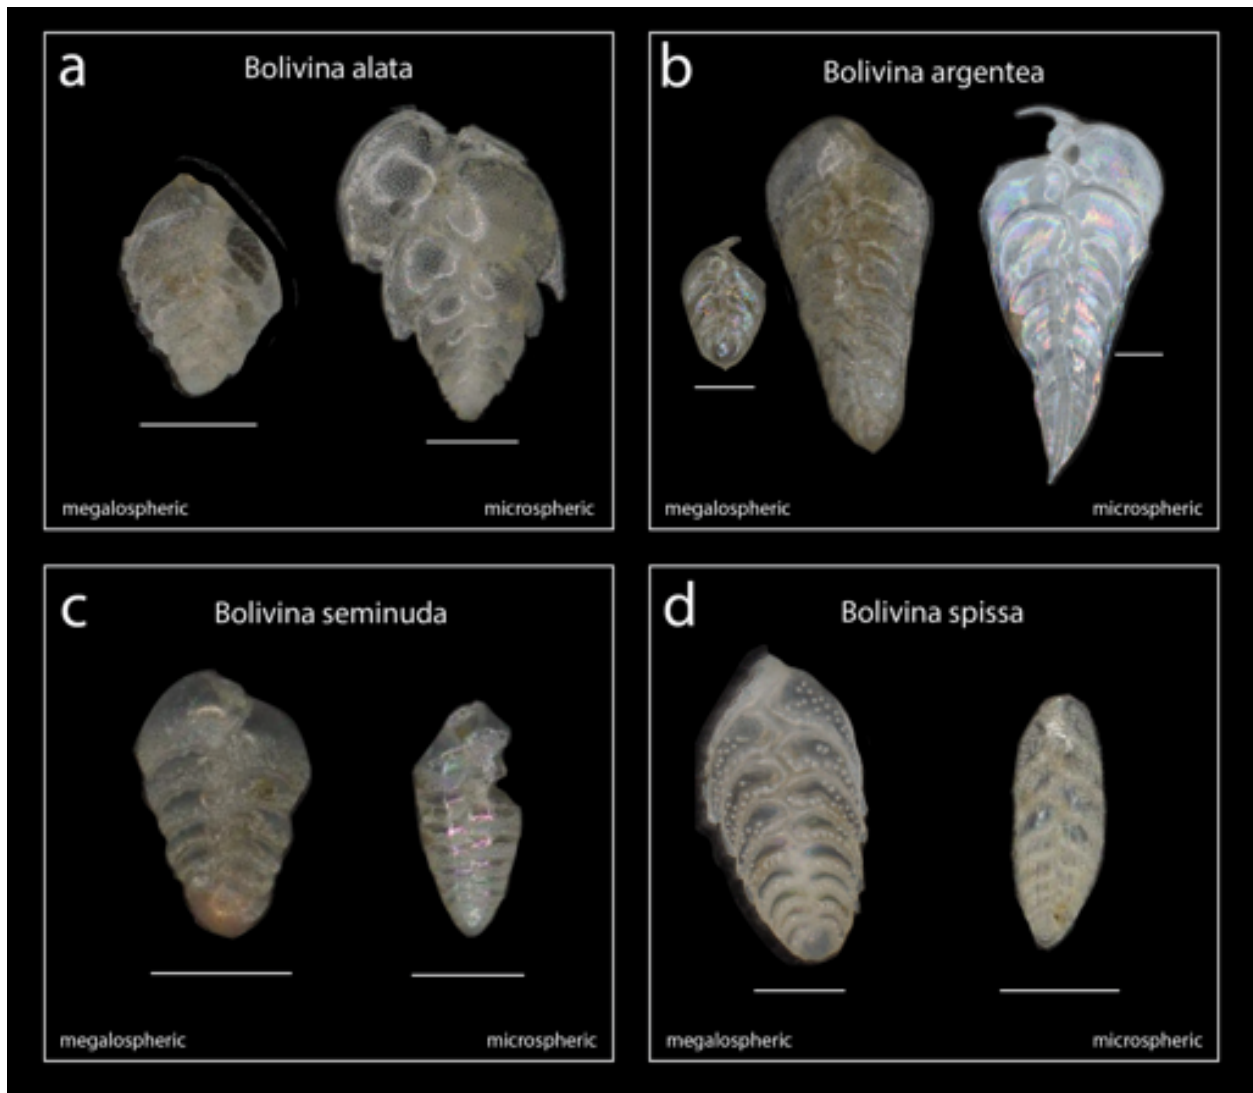 a
Bolivina alata
megalospheric
microspheric
b
Bolivina argentea
megalospheric
microspheric
c
Bolivina seminuda
megalospheric
microspheric
d
Bolivina spissa
megalospheric
microspheric